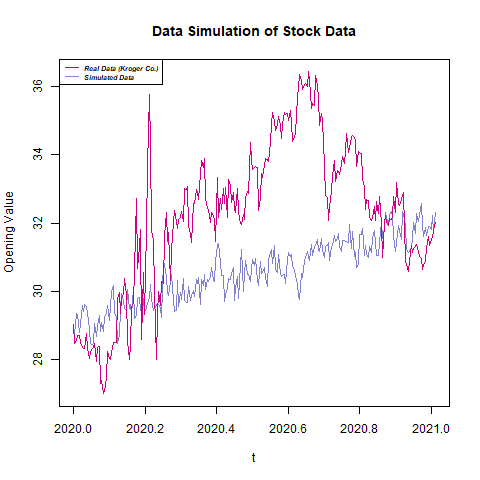 Data Simulation of Stock Data
Real Data (Kroger Co.)
Simulated Data
Opening Value
36
34
32
30
28
2020.0 2020.2 2020.4 2020.6 2020.8 2021.0
t